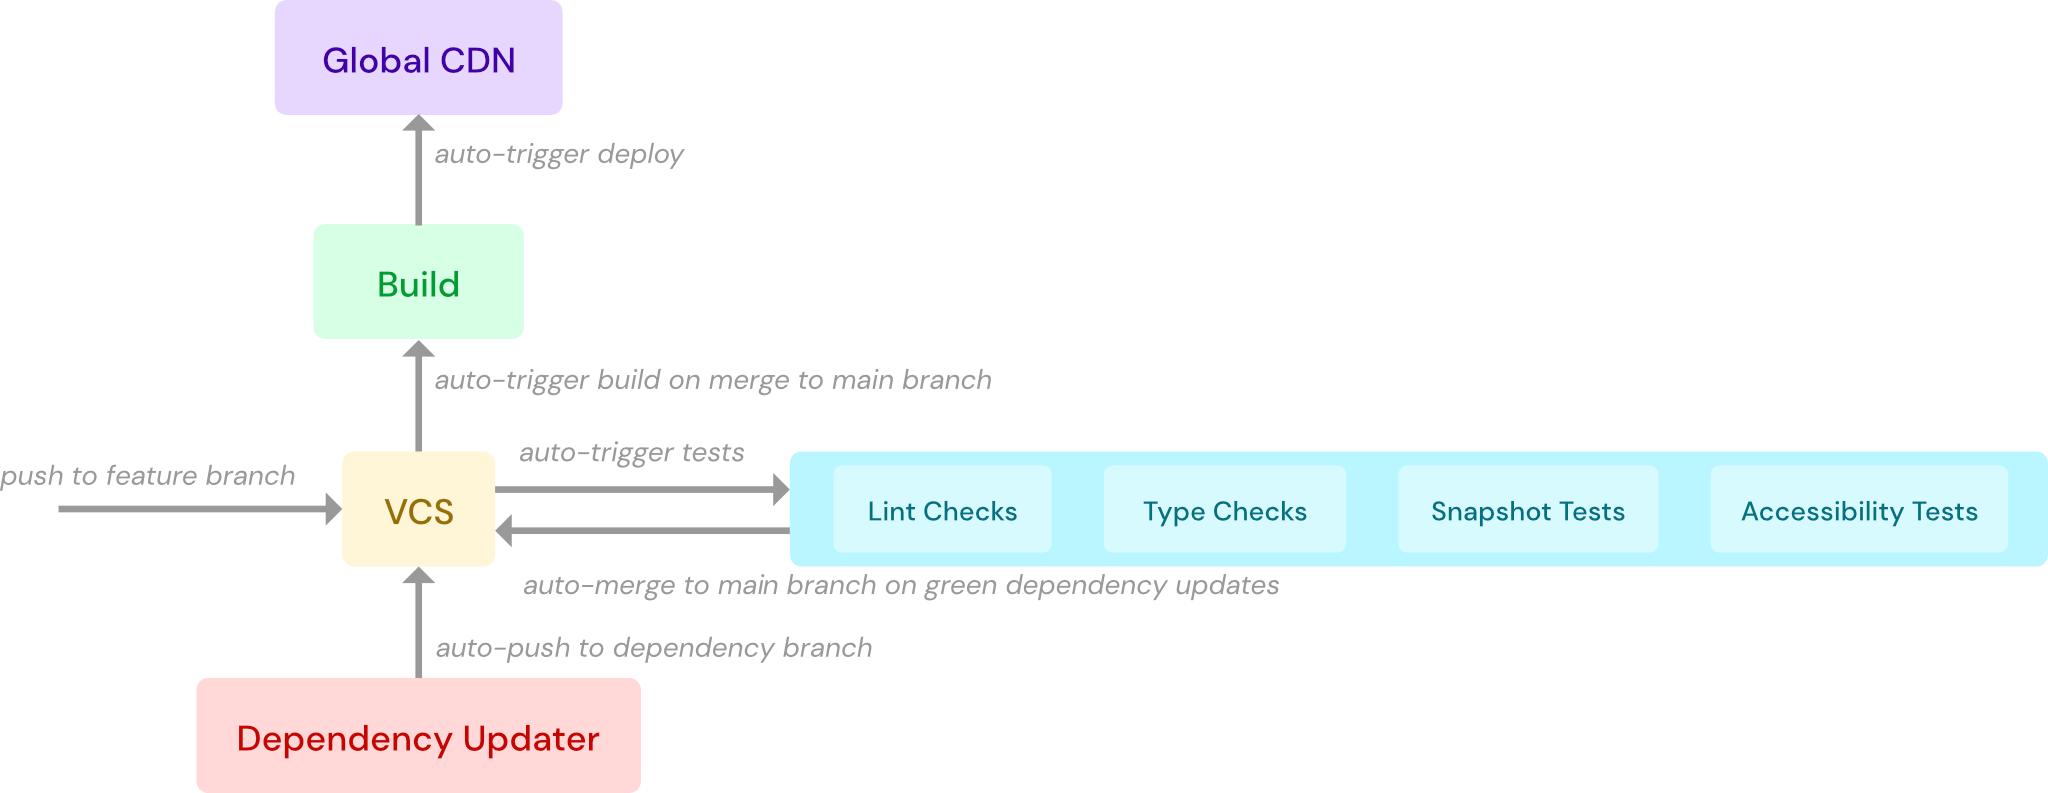 Global CDN
auto-trigger deploy
Build
auto-trigger build on merge to main branch
auto-trigger tests
push to feature branch
VCS
Lint Checks
Type Checks
Snapshot Tests
Accessibility Tests
auto-merge to main branch on green dependency updates
auto-push to dependency branch
Dependency Updater